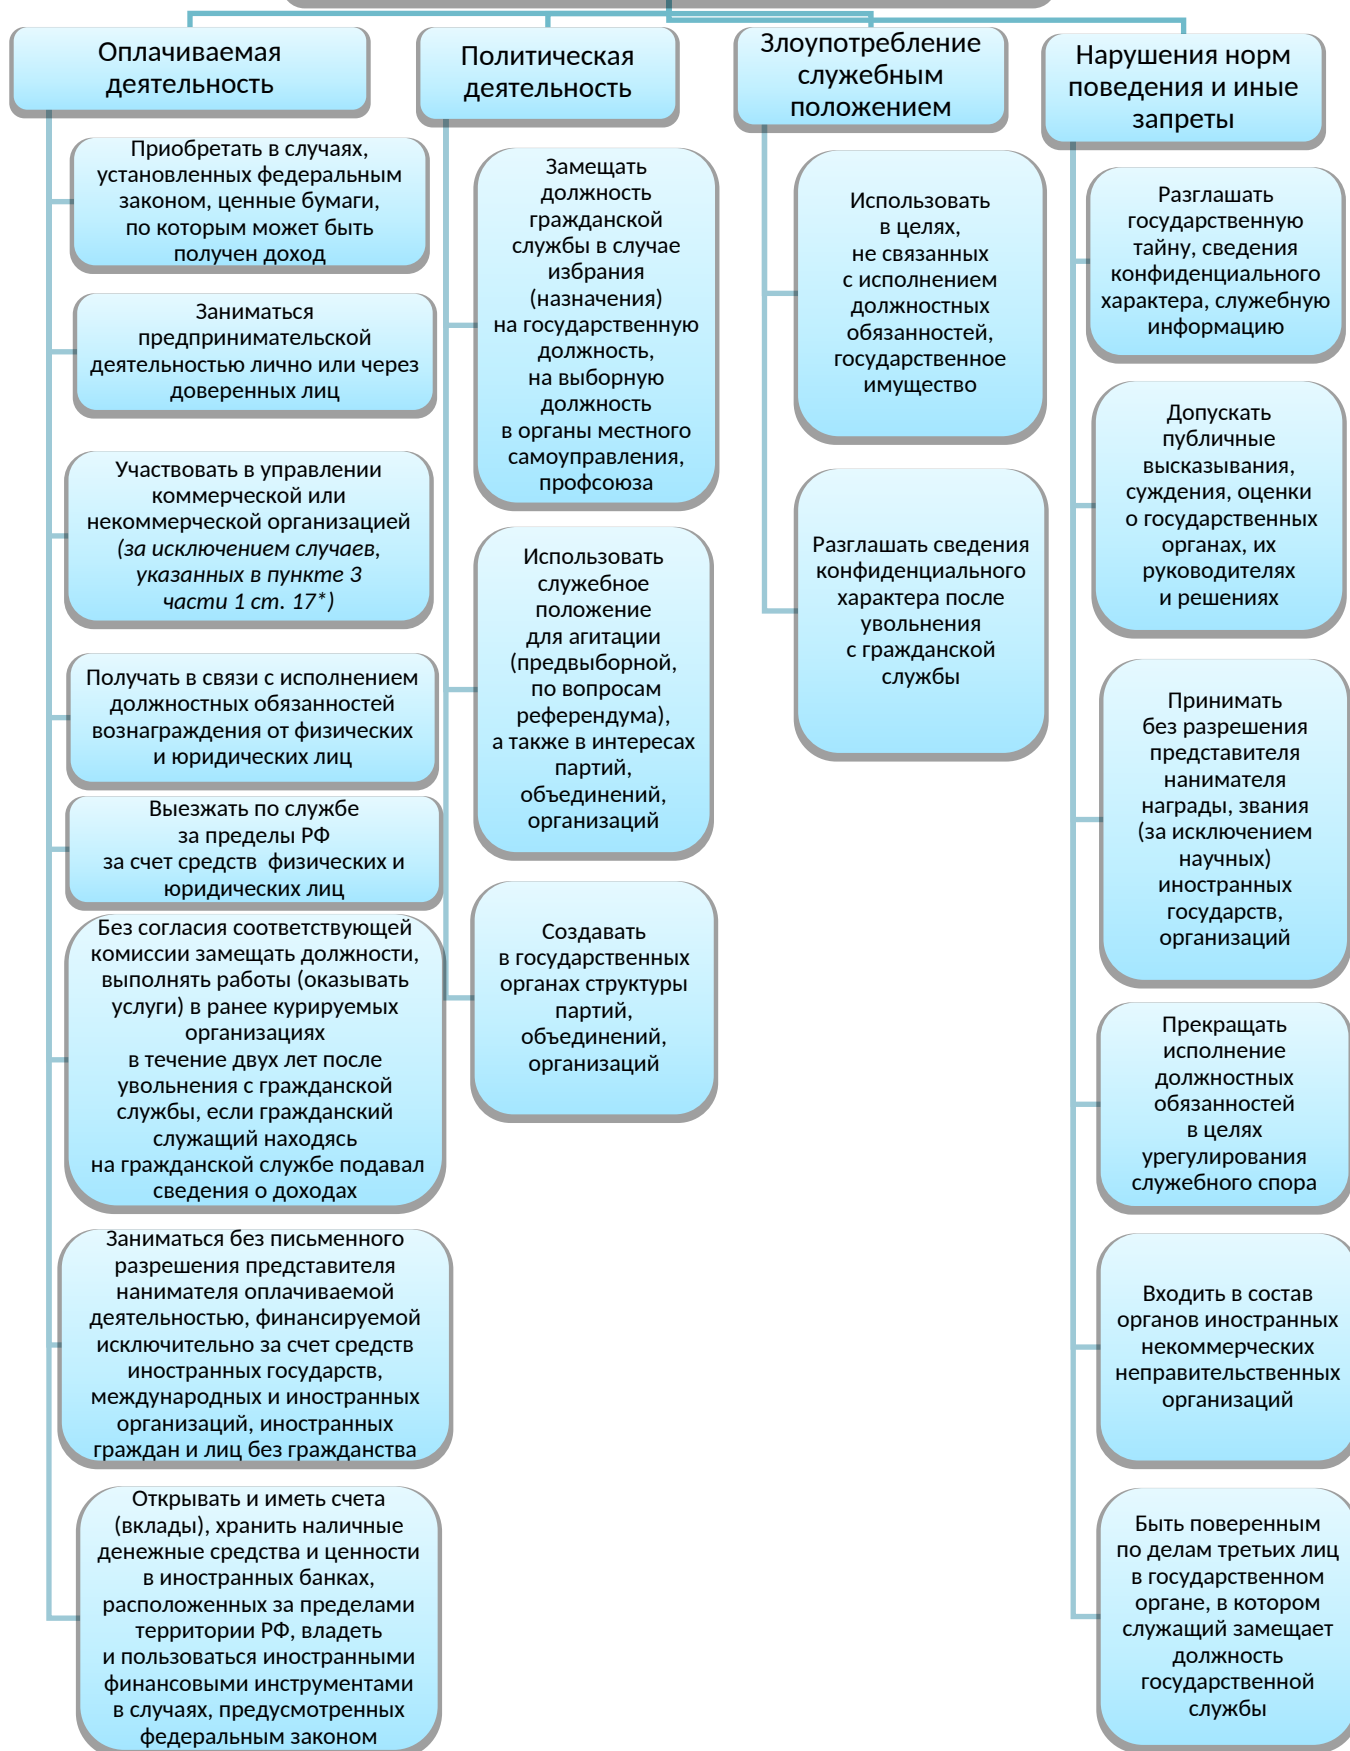 Оплачиваемая
деятельность
Приобретать в случаях,
установленных федеральным
законом, ценные бумаги,
по которым может быть
получен доход
Заниматься
предпринимательской
деятельностью лично или через
доверенных лиц
Участвовать в управлении
коммерческой или
некоммерческой организацией
(за исключением случаев,
указанных в пункте 3
части 1 ст. 17*)
Получать в связи с исполнением
должностных обязанностей
вознаграждения от физических
и юридических лиц
Выезжать по службе
за пределы РФ
за счет средств физических и
юридических лиц
Без согласия соответствующей
комиссии замещать должности,
выполнять работы (оказывать
услуги) в ранее курируемых
организациях
в течение двух лет после
увольнения с гражданской
службы, если гражданский
служащий находясь
на гражданской службе подавал
сведения о доходах
Заниматься без письменного
разрешения представителя
нанимателя оплачиваемой
деятельностью, финансируемой
исключительно за счет средств
иностранных государств,
международных и иностранных
организаций, иностранных
граждан и лиц без гражданства
Открывать и иметь счета
(вклады), хранить наличные
денежные средства и ценности
в иностранных банках,
расположенных за пределами
территории РФ, владеть
и пользоваться иностранными
финансовыми инструментами
в случаях, предусмотренных
федеральным законом
Политическая
деятельность
Замещать
должность
гражданской
службы в случае
избрания
(назначения)
на государственную
должность,
на выборную
должность
в органы местного
самоуправления,
профсоюза
Использовать
служебное
положение
для агитации
(предвыборной,
по вопросам
референдума),
а также в интересах
партий,
объединений,
организаций
Создавать
в государственных
органах структуры
партий,
объединений,
организаций
Злоупотребление
служебным
положением
Использовать
в целях,
не связанных
с исполнением
должностных
обязанностей,
государственное
имущество
Разглашать сведения
конфиденциального
характера после
увольнения
с гражданской
службы
Нарушения норм
поведения и иные
запреты
Разглашать
государственную
тайну, сведения
конфиденциального
характера, служебную
информацию
Допускать
публичные
высказывания,
суждения, оценки
о государственных
органах, их
руководителях
и решениях
Принимать
без разрешения
представителя
нанимателя
награды, звания
(за исключением
научных)
иностранных
государств,
организаций
Прекращать
исполнение
должностных
обязанностей
в целях
урегулирования
служебного спора
Входить в состав
органов иностранных
некоммерческих
неправительственных
организаций
Быть поверенным
по делам третьих лиц
в государственном
органе, в котором
служащий замещает
должность
государственной
службы